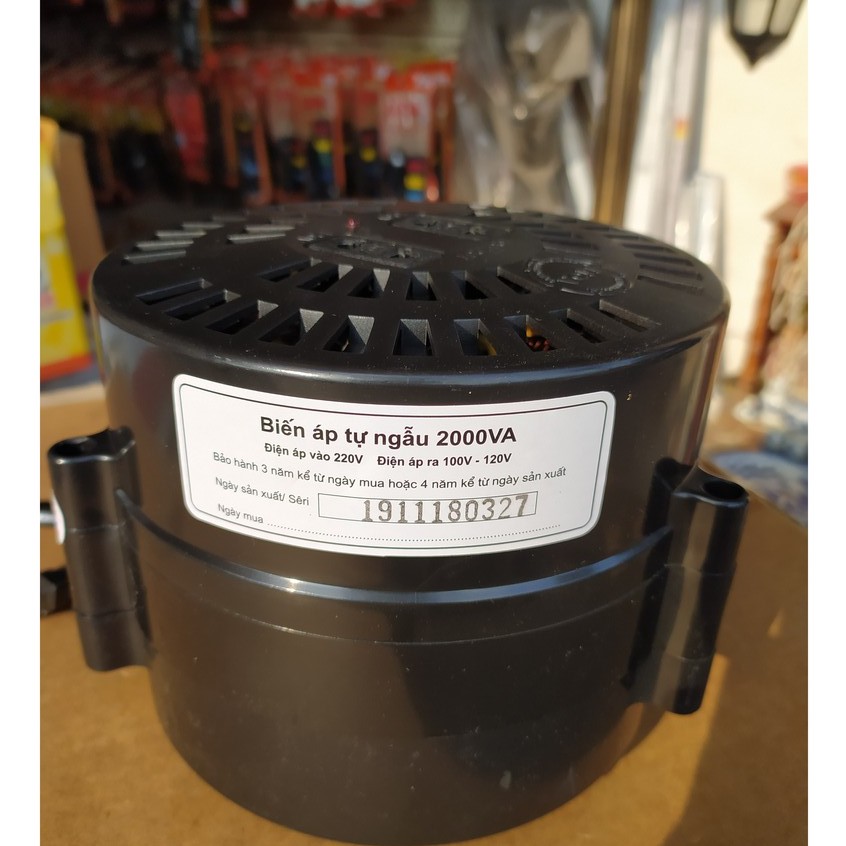 Biến áp tự ngẫu 2000VA
Điện áp vào 220V Điện áp ra 100V - 120V
Bảo hành 3 năm kể từ ngày mua hoặc 4 năm kể từ ngày sản xuất
Ngày sản xuất/ Sêri 1911180327
Ngày mua